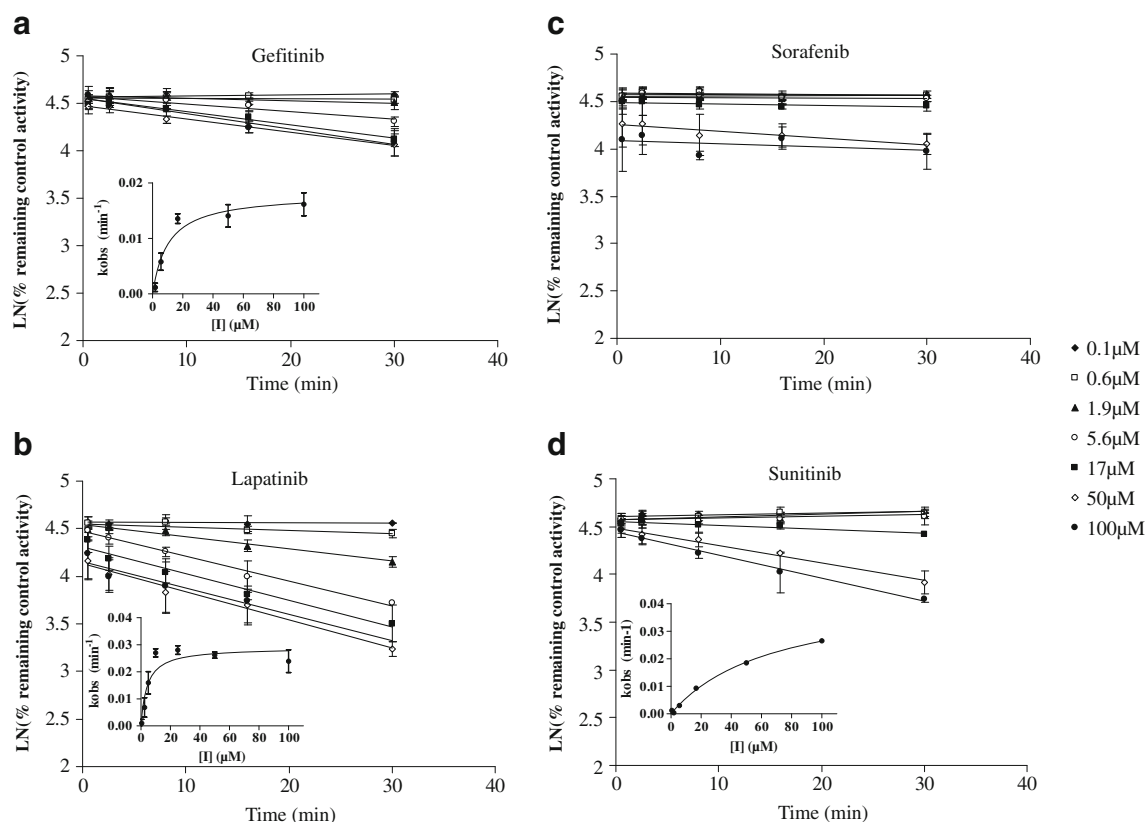 a
Gefitinib
LN(% remaining control activity)
5
4.5
4
3.5
3
2.5
2
0
10
20
30
40
Time (min)
kobs (min⁻¹)
0.02
0.01
0.00
0
20
40
60
80
100
[I] (µM)
c
Sorafenib
LN(% remaining control activity)
5
4.5
4
3.5
3
2.5
2
0
10
20
30
40
Time (min)
b
Lapatinib
LN(% remaining control activity)
5
4.5
4
3.5
3
2.5
2
0
10
20
30
40
Time (min)
kobs (min⁻¹)
0.04
0.03
0.02
0.01
0.00
0
20
40
60
80
100
[I] (µM)
d
Sunitinib
LN(% remaining control activity)
5
4.5
4
3.5
3
2.5
2
0
10
20
30
40
Time (min)
kobs (min-1)
0.04
0.03
0.02
0.01
0.00
0
20
40
60
80
100
[I] (µM)
0.1µM
0.6µM
1.9µM
5.6µM
17µM
50µM
100µM